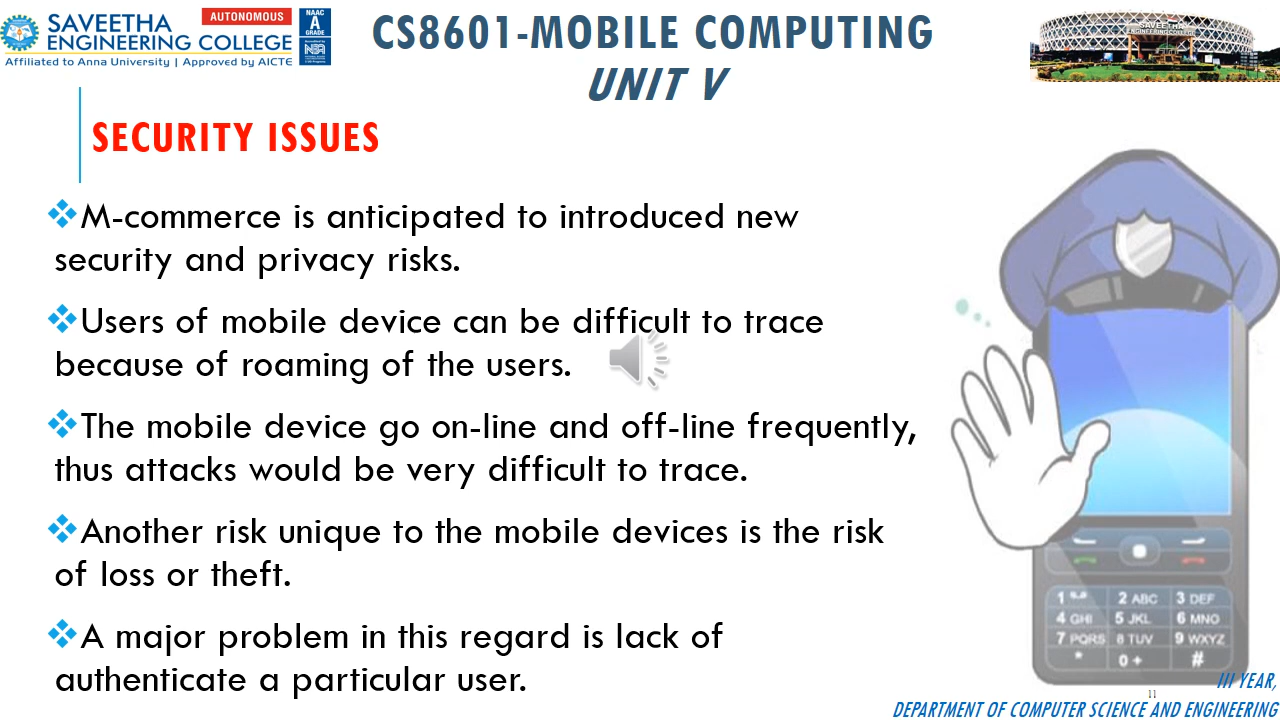 SAVEETHA
ENGINEERING COLLEGE
AUTONOMOUS
NAAC
A
GRADE
Affiliated to Anna University | Approved by AICTE
CS8601-MOBILE COMPUTING
UNIT V
SAVEETHA
ENGINEERING COLLEGE
SECURITY ISSUES
M-commerce is anticipated to introduced new
security and privacy risks.
Users of mobile device can be difficult to trace
because of roaming of the users.
The mobile device go on-line and off-line frequently,
thus attacks would be very difficult to trace.
Another risk unique to the mobile devices is the risk
of loss or theft.
A major problem in this regard is lack of
authenticate a particular user.
1 2 ABC 3 DEF
4 GHI 5 JKL 6 MNO
7 PQRS 8 TUV 9 WXYZ
* 0 + #
III YEAR,
11
DEPARTMENT OF COMPUTER SCIENCE AND ENGINEERING